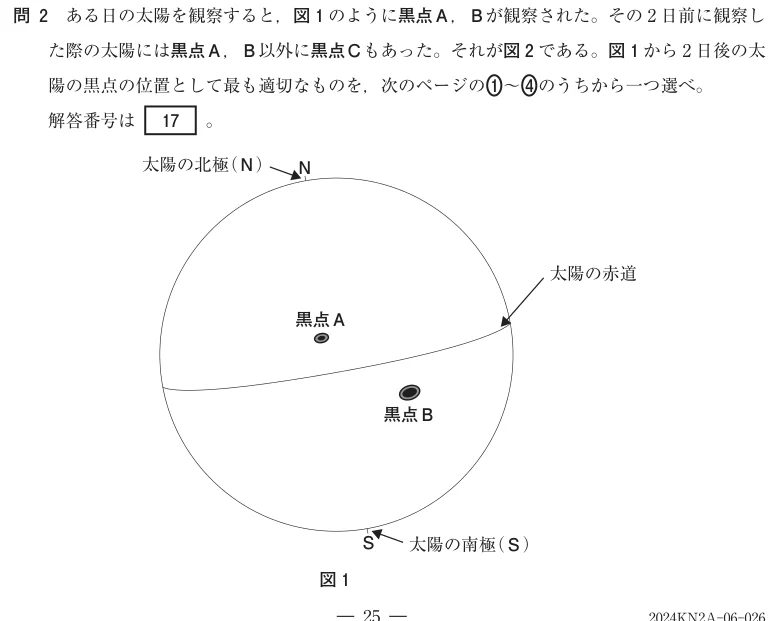 問 2 ある日の太陽を観察すると，図1のように黒点A，Bが観察された。その2日前に観察し
た際の太陽には黒点A，B以外に黒点Cもあった。それが図2である。図1から2日後の太
陽の黒点の位置として最も適切なものを，次のページの①～④のうちから一つ選べ。
解答番号は 17 。
太陽の北極(N) N
太陽の赤道
黒点A
黒点B
S 太陽の南極(S)
図1
― 25 ―
2024KN2A-06-026